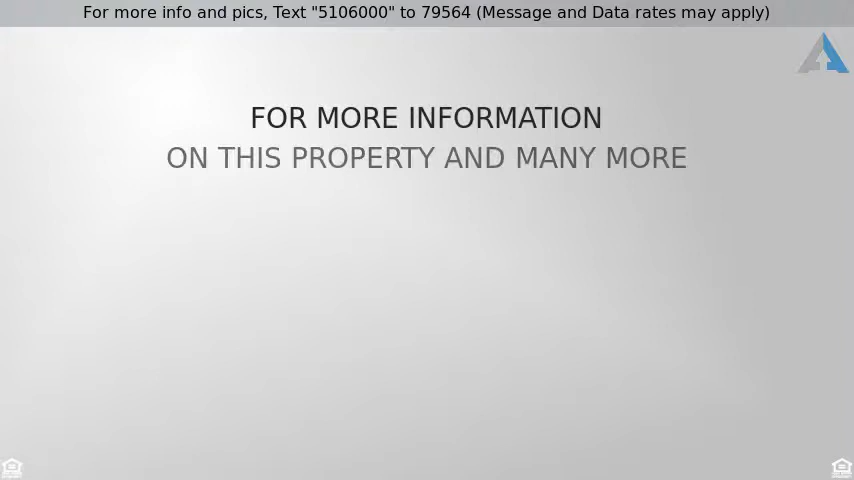 For more info and pics, Text "5106000" to 79564 (Message and Data rates may apply)
FOR MORE INFORMATION
ON THIS PROPERTY AND MANY MORE